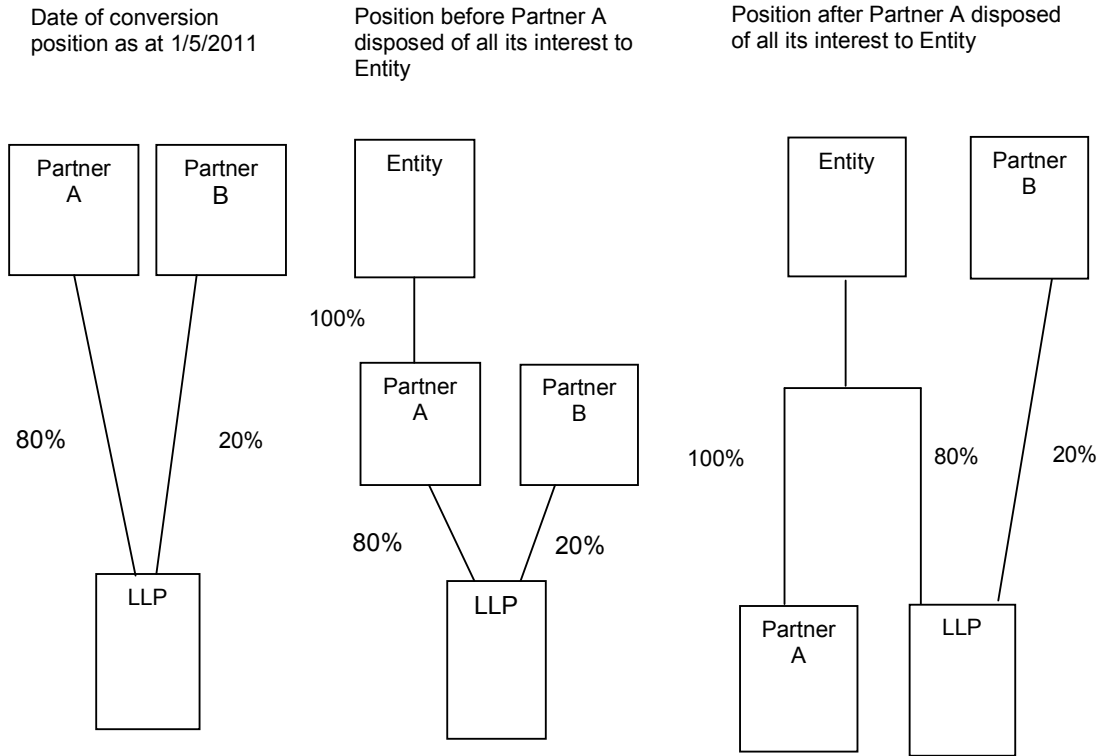 Date of conversion
position as at 1/5/2011
Partner
A
Partner
B
80%
20%
LLP
Position before Partner A
disposed of all its interest to
Entity
Entity
100%
Partner
A
Partner
B
80%
20%
LLP
Position after Partner A disposed
of all its interest to Entity
Entity
Partner
B
100%
80%
20%
Partner
A
LLP